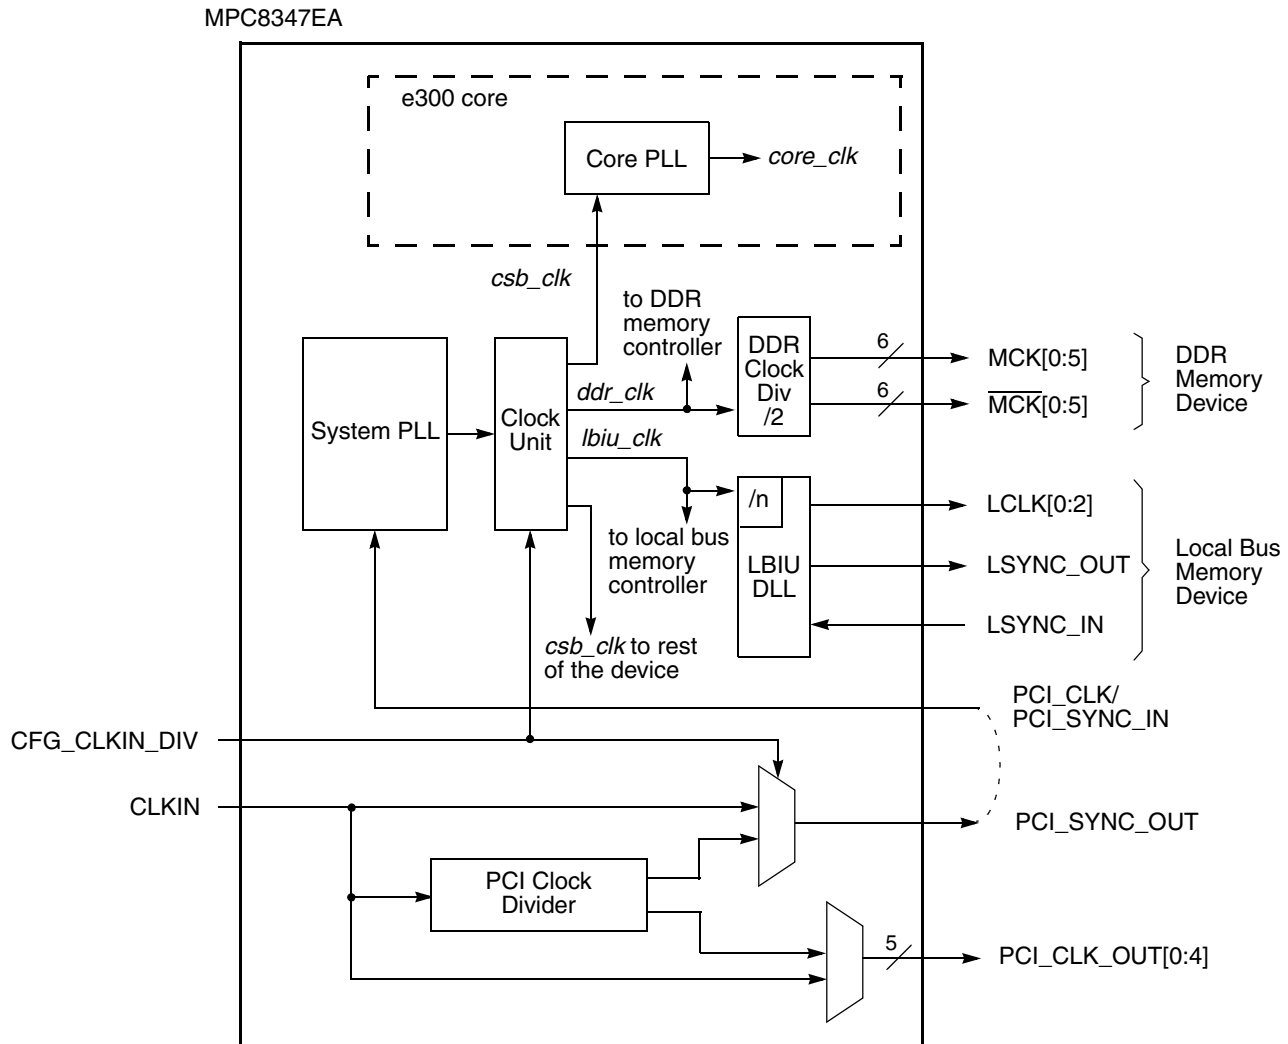 MPC8347EA
e300 core
Core PLL
core_clk
csb_clk
to DDR
memory
controller
DDR
Clock
Div
/2
6
MCK[0:5]
6
M̅C̅K̅[0:5]
DDR
Memory
Device
System PLL
Clock
Unit
ddr_clk
lbiu_clk
/n
LBIU
DLL
to local bus
memory
controller
LCLK[0:2]
LSYNC_OUT
LSYNC_IN
Local Bus
Memory
Device
csb_clk to rest
of the device
PCI_CLK/
PCI_SYNC_IN
CFG_CLKIN_DIV
CLKIN
PCI_SYNC_OUT
PCI Clock
Divider
5
PCI_CLK_OUT[0:4]